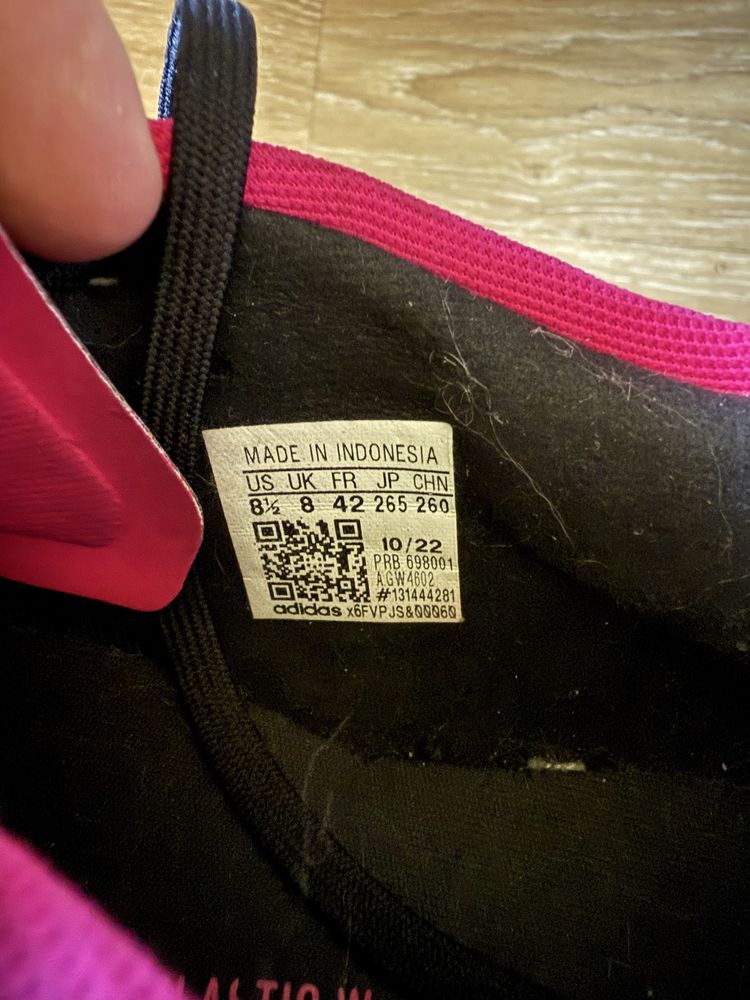 MADE IN INDONESIA
US UK FR JP CHN
8½ 8 42 265 260
10/22
PRB 698001
AGW4602
#131444281
adidas x6FVPJS&00060